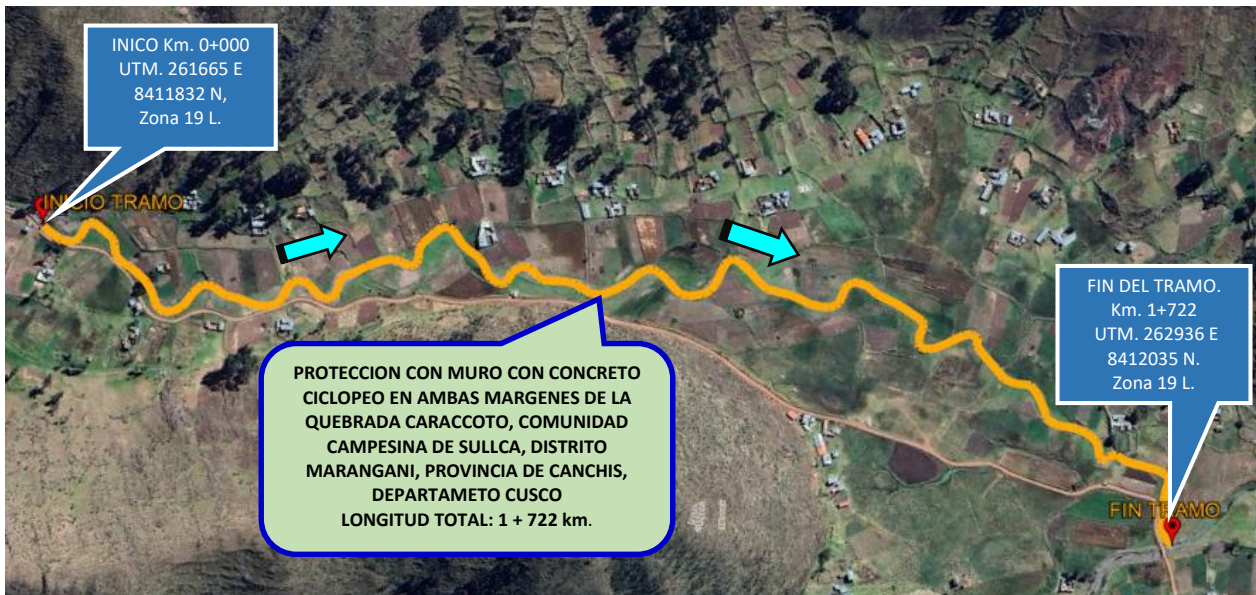 INICO Km. 0+000
UTM. 261665 E
8411832 N,
Zona 19 L.
INICIO TRAMO
PROTECCION CON MURO CON CONCRETO
CICLOPEO EN AMBAS MARGENES DE LA
QUEBRADA CARACCOTO, COMUNIDAD
CAMPESINA DE SULLCA, DISTRITO
MARANGANI, PROVINCIA DE CANCHIS,
DEPARTAMETO CUSCO
LONGITUD TOTAL: 1 + 722 km.
FIN DEL TRAMO.
Km. 1+722
UTM. 262936 E
8412035 N.
Zona 19 L.
FIN TRAMO